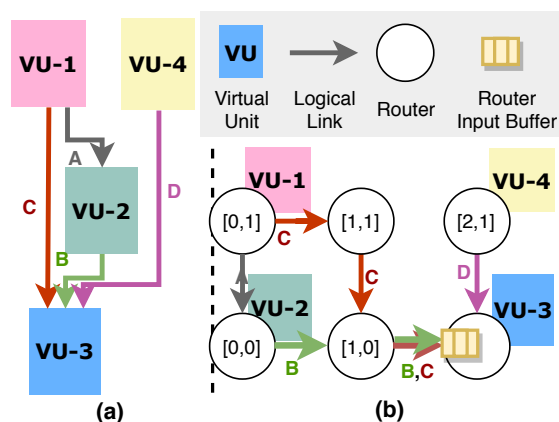 VU-1
VU-4
A
C
D
VU-2
B
VU-3
(a)
VU
Virtual
Unit
Logical
Link
Router
Router
Input Buffer
VU-1
VU-4
[0,1]
C
[1,1]
[2,1]
A
C
D
VU-2
VU-3
[0,0]
B
[1,0]
B,C
(b)